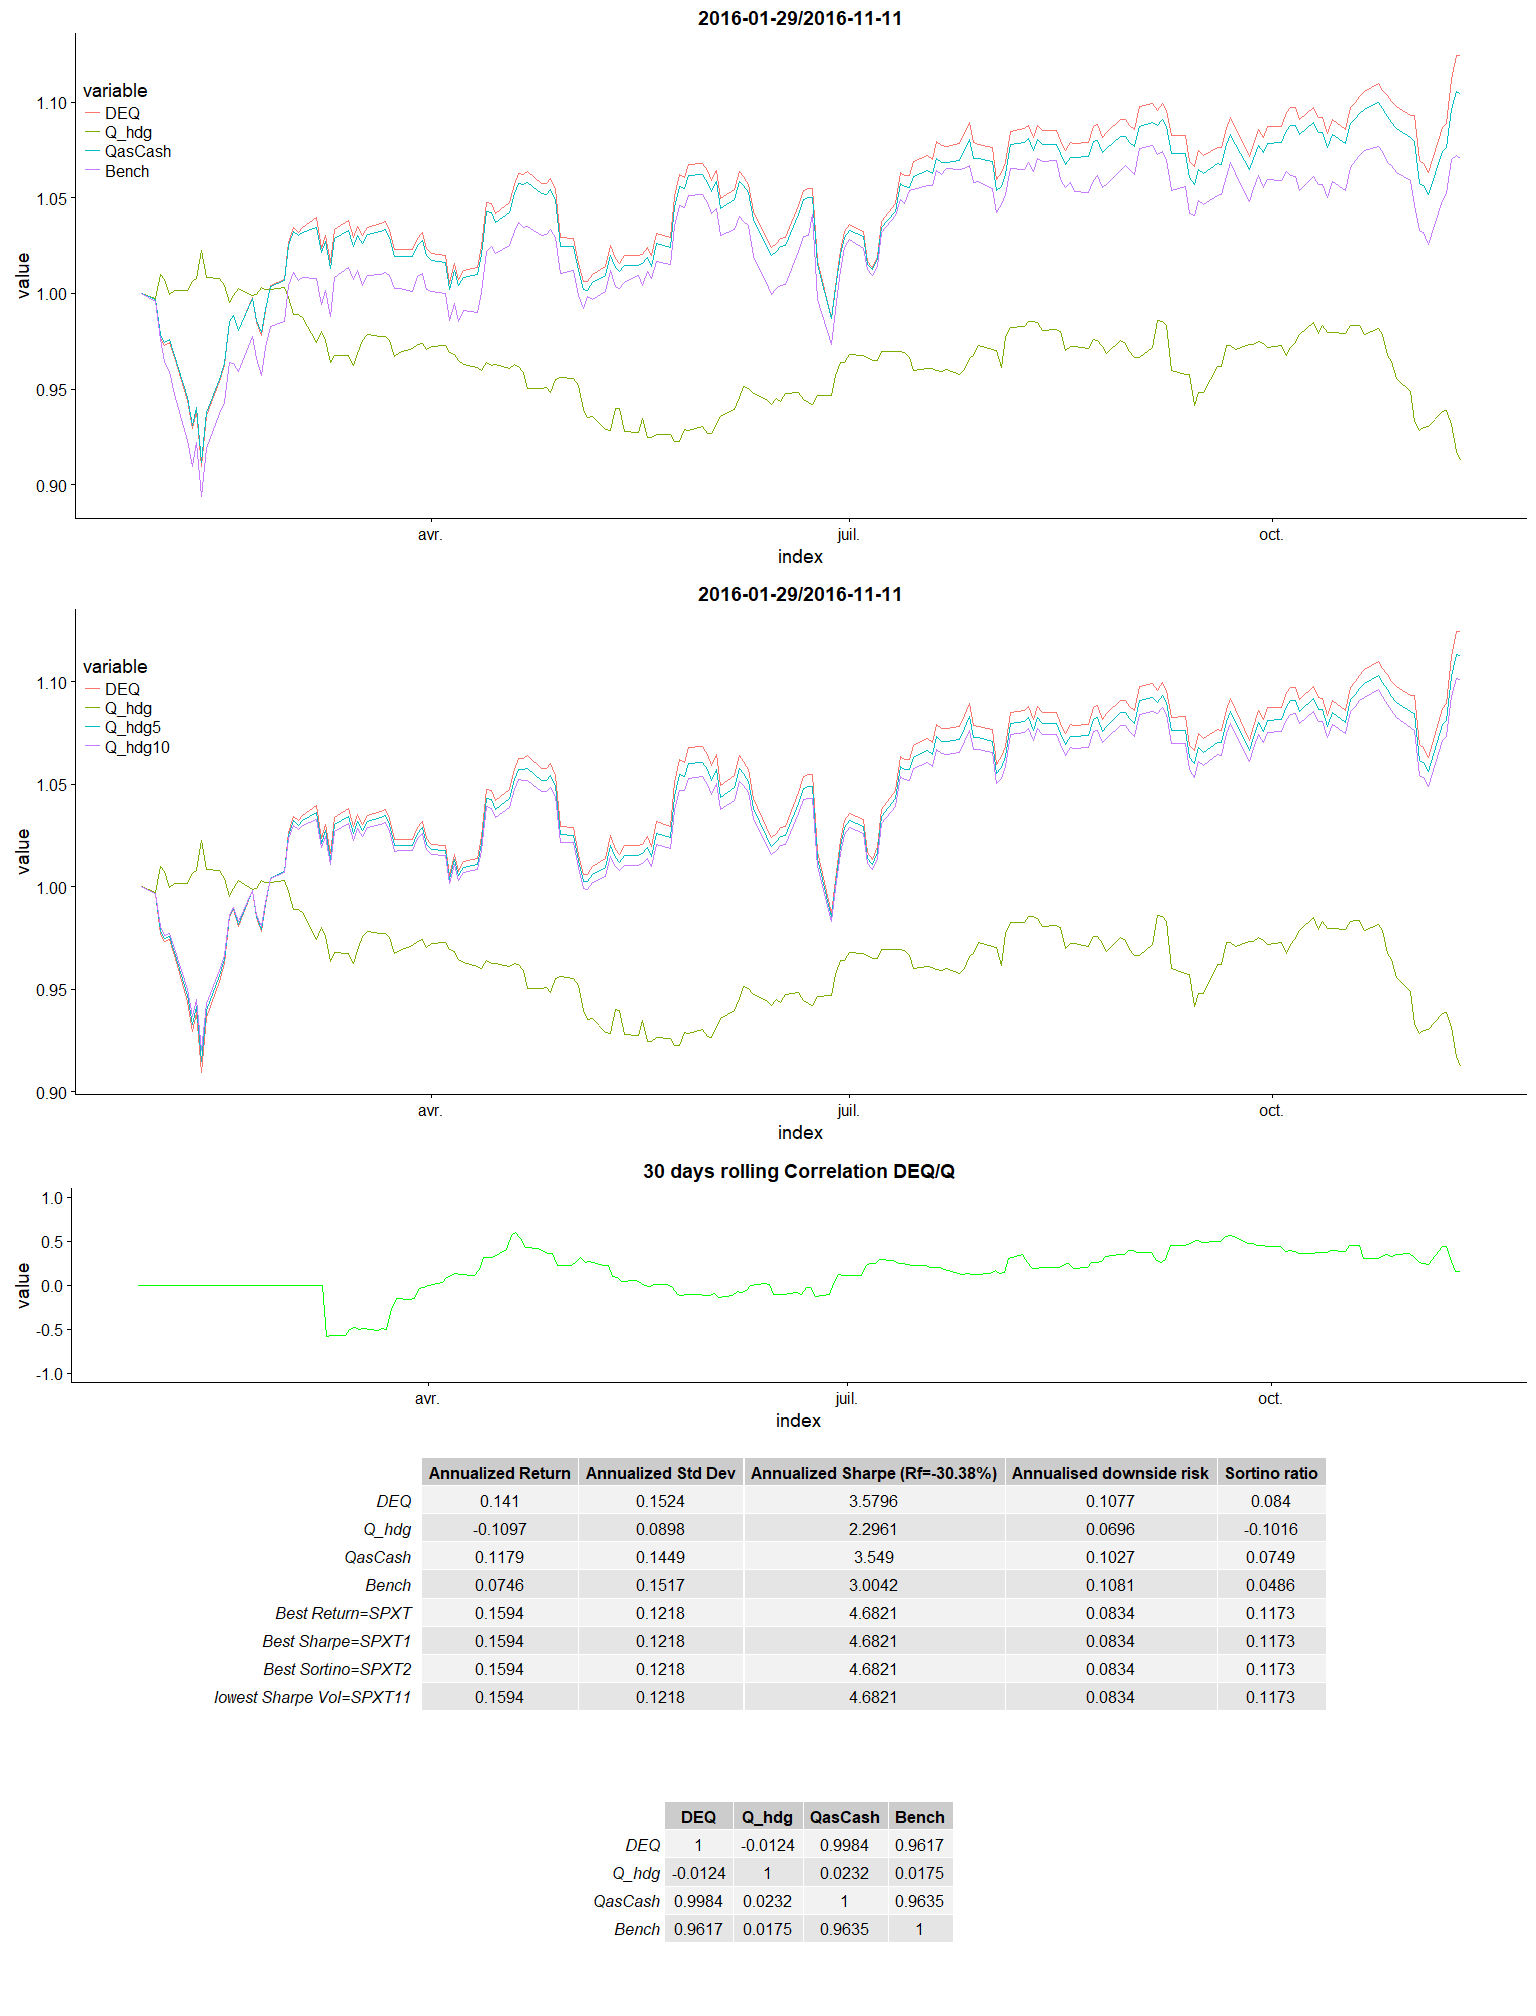 2016-01-29/2016-11-11
variable
DEQ
Q_hdg
QasCash
Bench
1.10
1.05
1.00
0.95
0.90
value
avr. juil. oct.
index
2016-01-29/2016-11-11
variable
DEQ
Q_hdg
Q_hdg5
Q_hdg10
1.10
1.05
1.00
0.95
0.90
value
avr. juil. oct.
index
30 days rolling Correlation DEQ/Q
1.0
0.5
0.0
-0.5
-1.0
value
avr. juil. oct.
index
Annualized Return Annualized Std Dev Annualized Sharpe (Rf=-30.38%) Annualised downside risk Sortino ratio
DEQ 0.141 0.1524 3.5796 0.1077 0.084
Q_hdg -0.1097 0.0898 2.2961 0.0696 -0.1016
QasCash 0.1179 0.1449 3.549 0.1027 0.0749
Bench 0.0746 0.1517 3.0042 0.1081 0.0486
Best Return=SPXT 0.1594 0.1218 4.6821 0.0834 0.1173
Best Sharpe=SPXT1 0.1594 0.1218 4.6821 0.0834 0.1173
Best Sortino=SPXT2 0.1594 0.1218 4.6821 0.0834 0.1173
lowest Sharpe Vol=SPXT11 0.1594 0.1218 4.6821 0.0834 0.1173
DEQ Q_hdg QasCash Bench
DEQ 1 -0.0124 0.9984 0.9617
Q_hdg -0.0124 1 0.0232 0.0175
QasCash 0.9984 0.0232 1 0.9635
Bench 0.9617 0.0175 0.9635 1